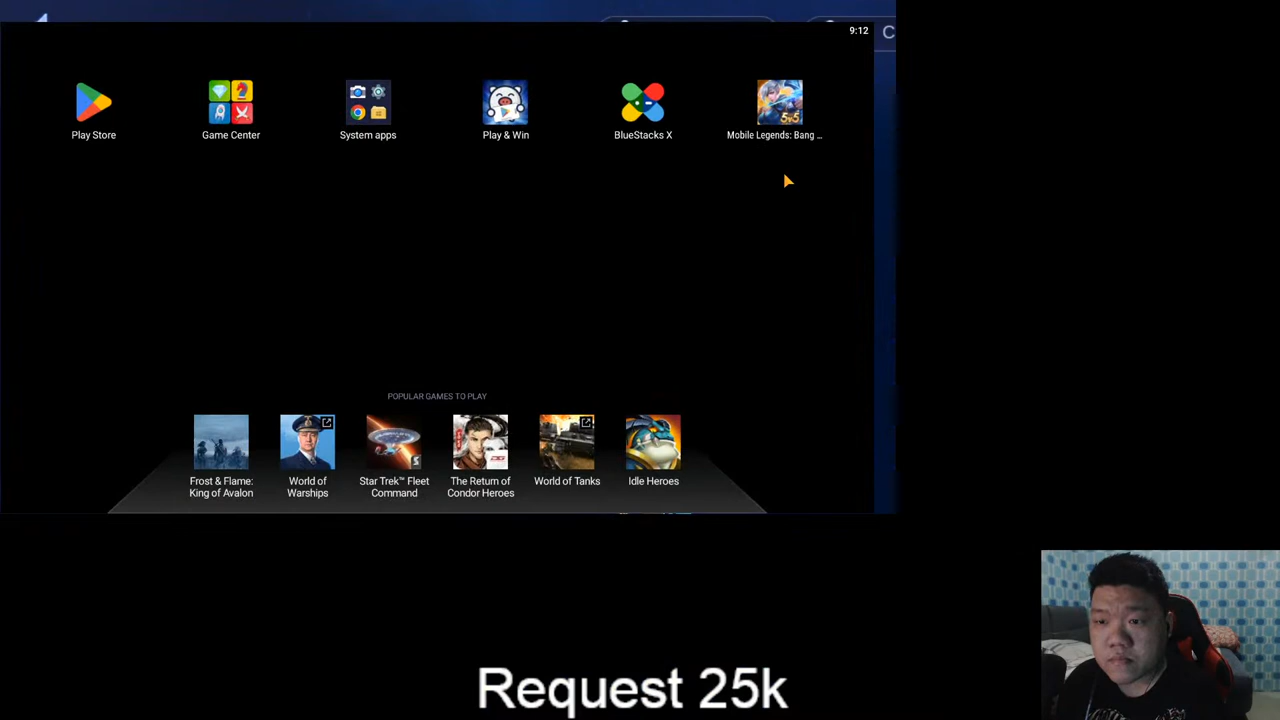 C
9:12
Play Store
Game Center
System apps
Play & Win
BlueStacks X
5v5
Mobile Legends: Bang ...
POPULAR GAMES TO PLAY
Frost & Flame:
King of Avalon
World of
Warships
Star Trek™ Fleet
Command
The Return of
Condor Heroes
World of Tanks
Idle Heroes
Request 25k